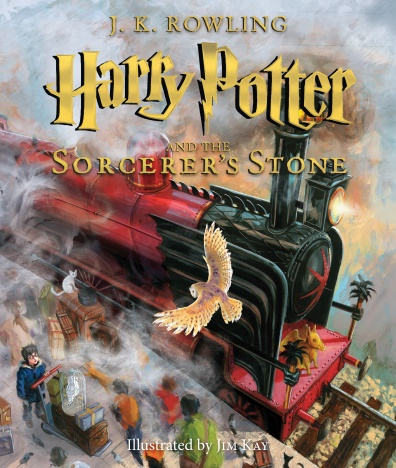 J. K. ROWLING
Harry Potter
AND THE
SORCERER'S STONE
Illustrated by JIM KAY